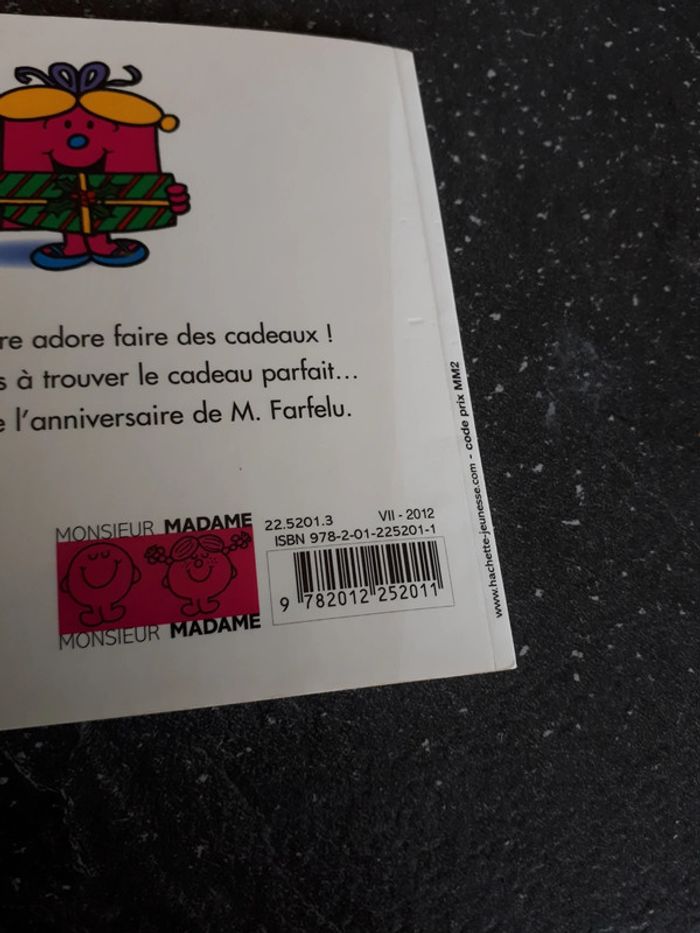 re adore faire des cadeaux !
s à trouver le cadeau parfait...
e l'anniversaire de M. Farfelu.
MONSIEUR MADAME
MONSIEUR MADAME
22.5201.3 VII - 2012
ISBN 978-2-01-225201-1
9 782012 252011
www.hachette-jeunesse.com - code prix MM2